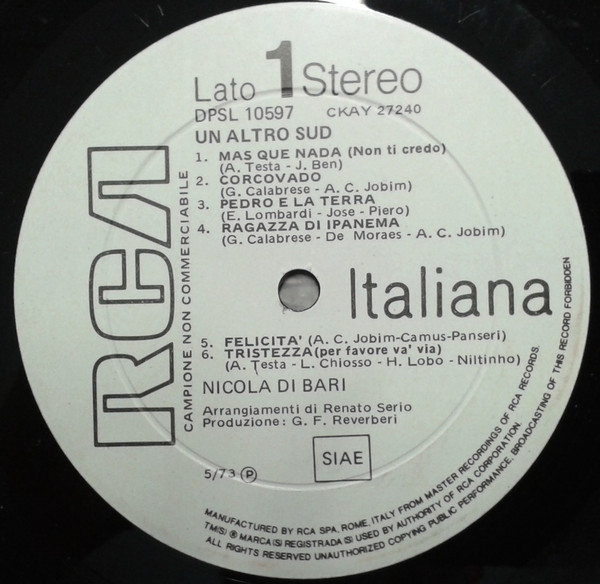 Lato 1 Stereo
DPSL 10597 CKAY 27240
UN ALTRO SUD
1. MAS QUE NADA (Non ti credo)
(A. Testa - J. Ben)
2. CORCOVADO
(G. Calabrese - A. C. Jobim)
3. PEDRO E LA TERRA
(E. Lombardi - Jose - Piero)
4. RAGAZZA DI IPANEMA
(G. Calabrese - De Moraes - A. C. Jobim)
RCA
CAMPIONE NON COMMERCIABILE
Italiana
5. FELICITA' (A. C. Jobim-Camus-Panseri)
6. TRISTEZZA (per favore va' via)
(A. Testa - L. Chiosso - H. Lobo - Niltinho)
NICOLA DI BARI
Arrangiamenti di Renato Serio
Produzione: G. F. Reverberi
SIAE
5/73 Ⓟ
MANUFACTURED BY RCA SPA, ROME, ITALY FROM MASTER RECORDINGS OF RCA RECORDS.
TM(S) ® MARCA(S) REGISTRADA(S) USED BY AUTHORITY OF RCA CORPORATION.
ALL RIGHTS RESERVED UNAUTHORIZED COPYING PUBLIC PERFORMANCE, BROADCASTING OF THIS RECORD FORBIDDEN